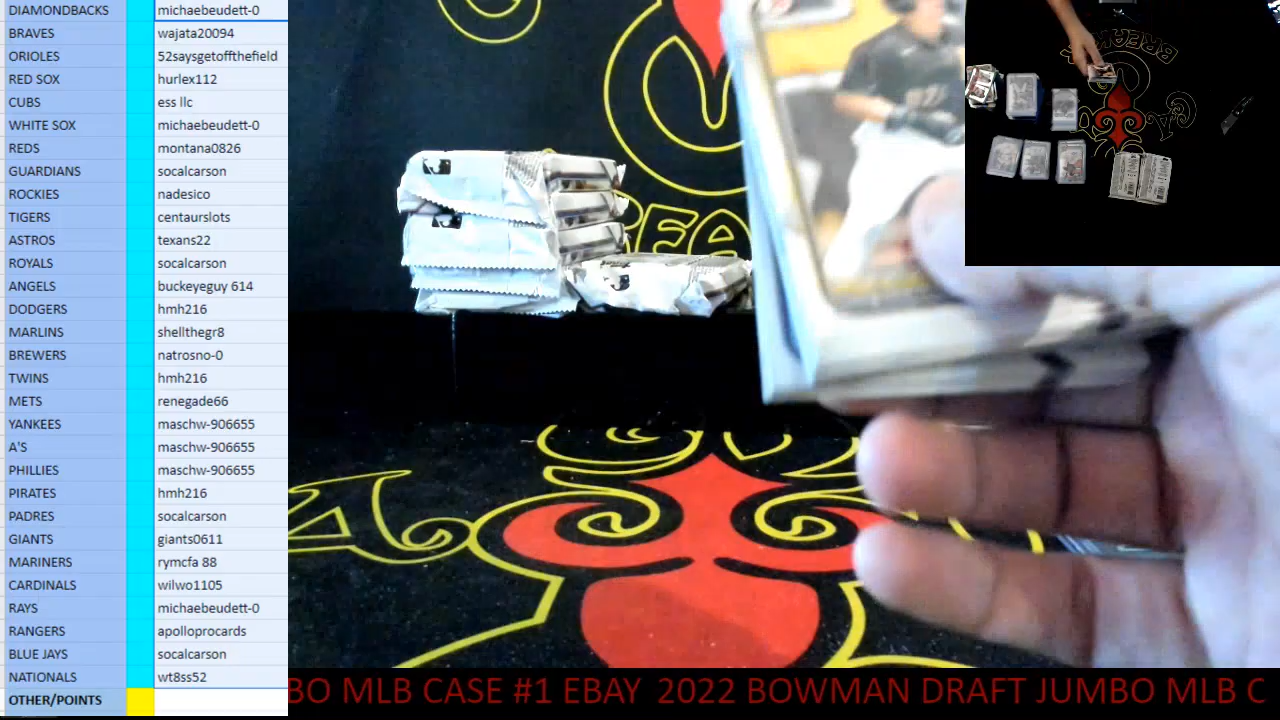 DIAMONDBACKS michaebeudett-0
BRAVES wajata20094
ORIOLES 52saysgetoffthefield
RED SOX hurlex112
CUBS ess llc
WHITE SOX michaebeudett-0
REDS montana0826
GUARDIANS socalcarson
ROCKIES nadesico
TIGERS centaurslots
ASTROS texans22
ROYALS socalcarson
ANGELS buckeyeguy 614
DODGERS hmh216
MARLINS shellthegr8
BREWERS natrosno-0
TWINS hmh216
METS renegade66
YANKEES maschw-906655
A'S maschw-906655
PHILLIES maschw-906655
PIRATES hmh216
PADRES socalcarson
GIANTS giants0611
MARINERS rymcfa 88
CARDINALS wilwo1105
RAYS michaebeudett-0
RANGERS apolloprocards
BLUE JAYS socalcarson
NATIONALS wt8ss52
OTHER/POINTS
BREAK
BO MLB CASE #1 EBAY 2022 BOWMAN DRAFT JUMBO MLB C